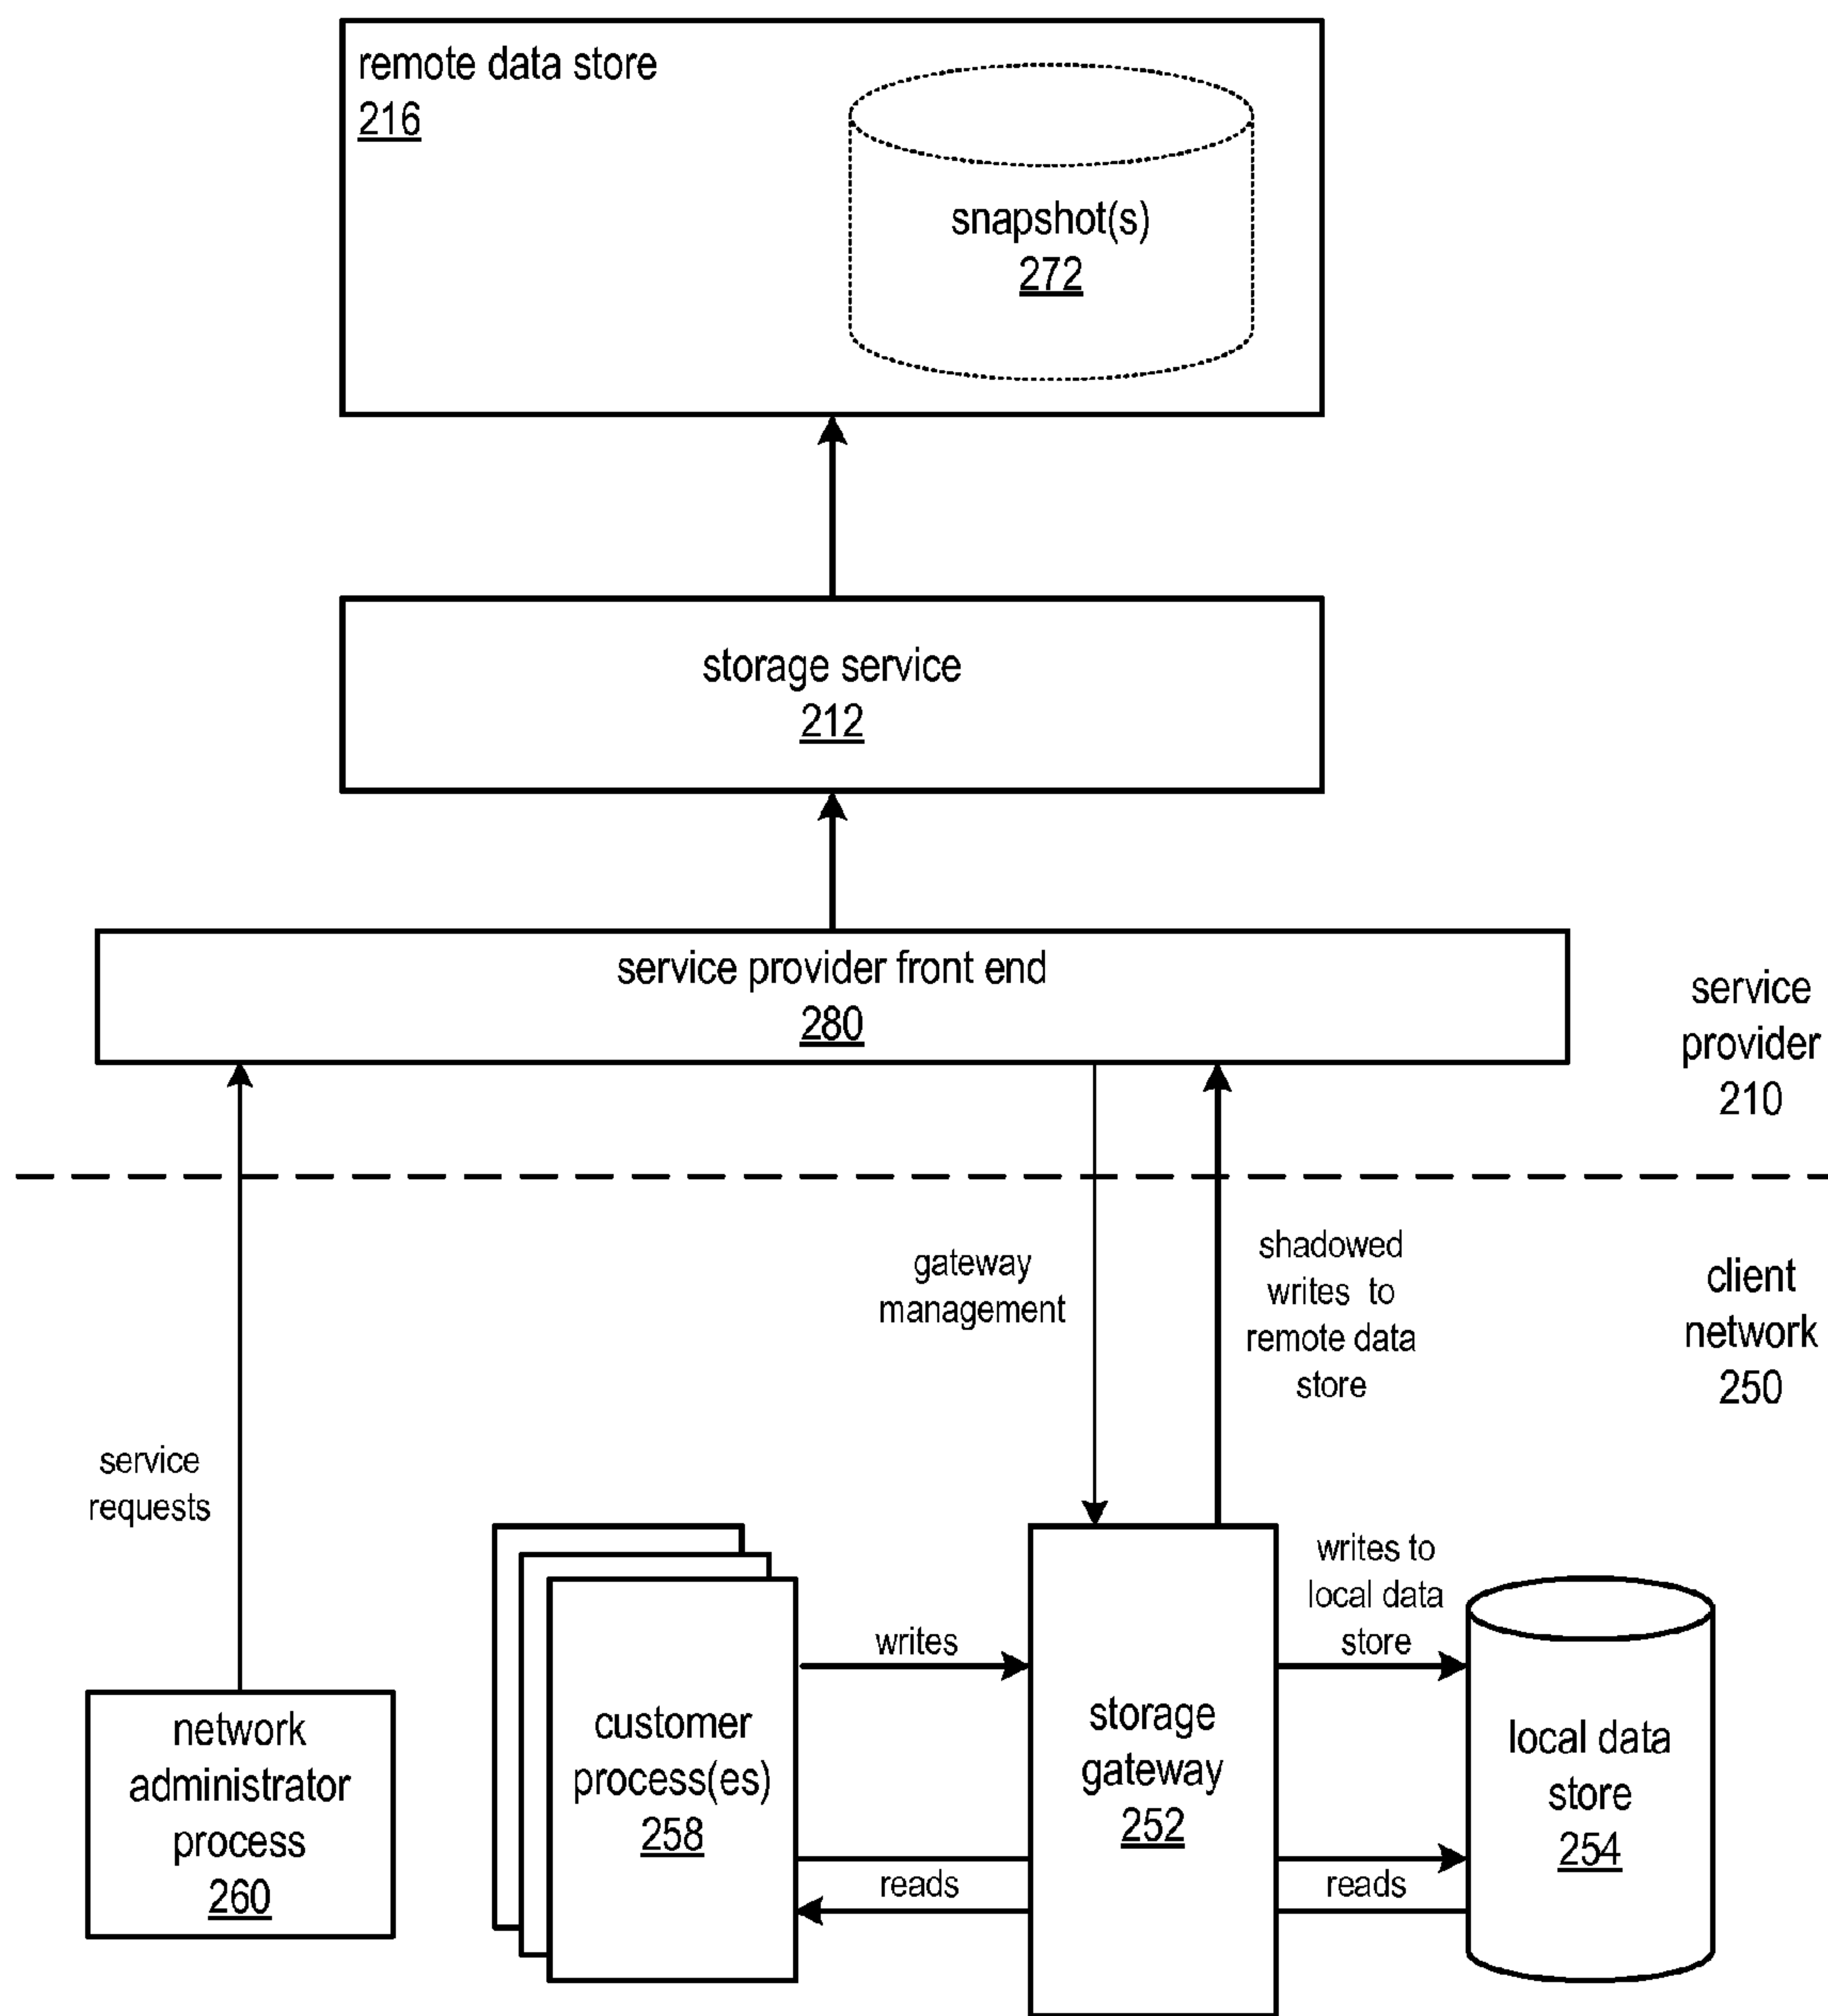 remote data store
216
snapshot(s)
272
storage service
212
service provider front end
280
service
provider
210
gateway
management
shadowed
writes to
remote data
store
client
network
250
service
requests
network
administrator
process
260
customer
process(es)
258
writes
reads
storage
gateway
252
writes to
local data
store
reads
local data
store
254